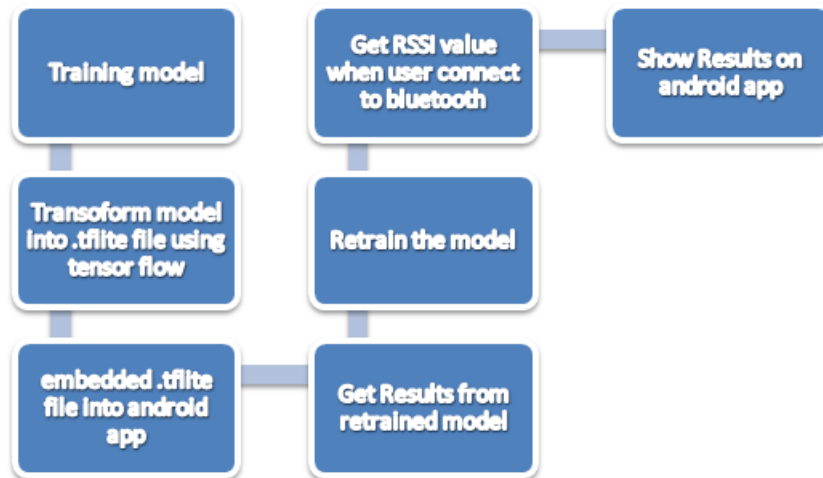 Training model
Transoform model
into .tflite file using
tensor flow
embedded .tflite
file into android
app
Get Results from
retrained model
Retrain the model
Get RSSI value
when user connect
to bluetooth
Show Results on
android app